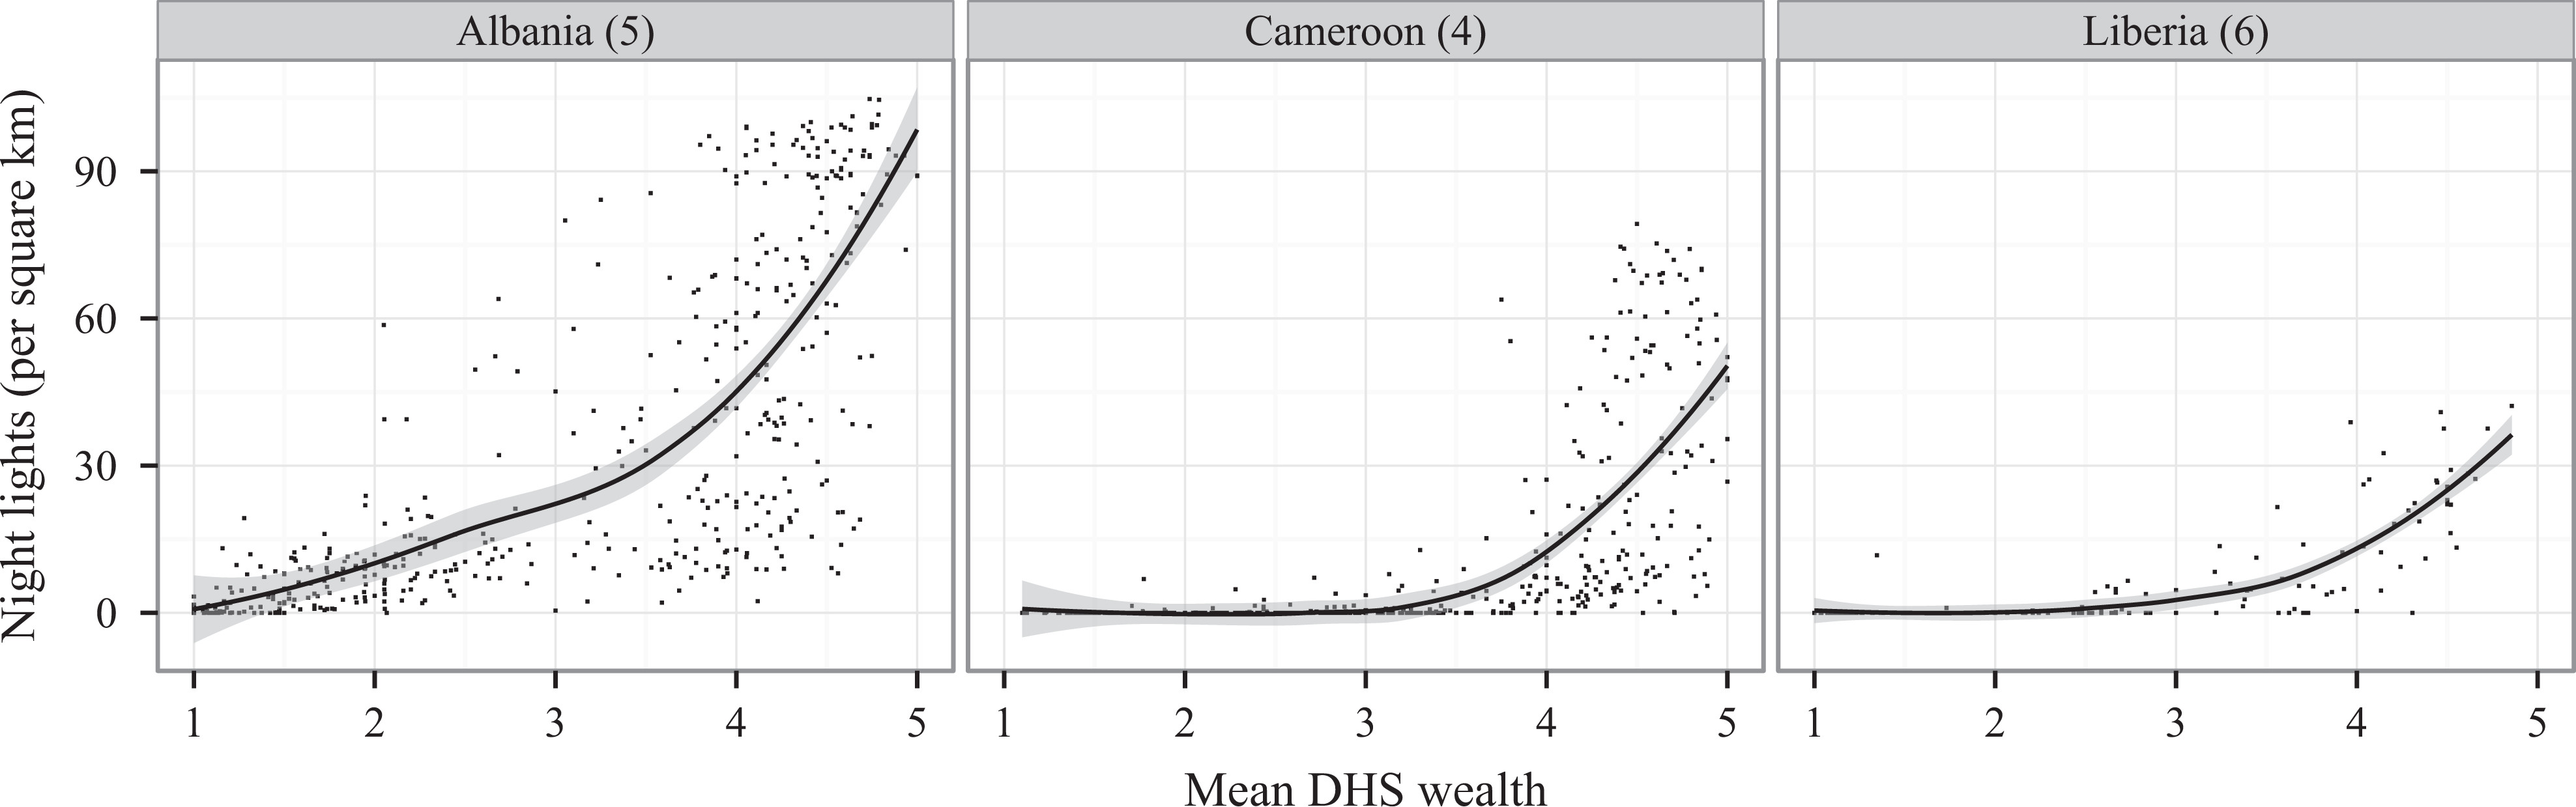 Albania (5)
Cameroon (4)
Liberia (6)
Night lights (per square km)
90
60
30
0
1 2 3 4 5
1 2 3 4 5
1 2 3 4 5
Mean DHS wealth